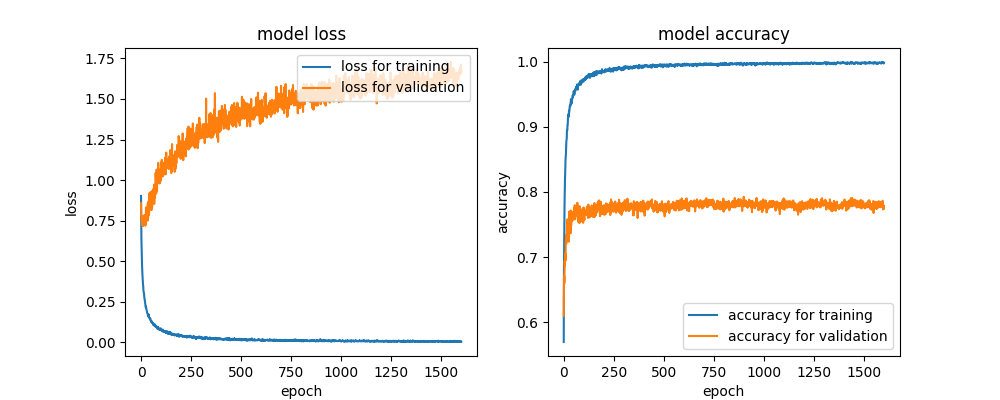 model loss
loss
1.75
1.50
1.25
1.00
0.75
0.50
0.25
0.00
loss for training
loss for validation
0 250 500 750 1000 1250 1500
epoch
model accuracy
accuracy
1.0
0.9
0.8
0.7
0.6
accuracy for training
accuracy for validation
0 250 500 750 1000 1250 1500
epoch